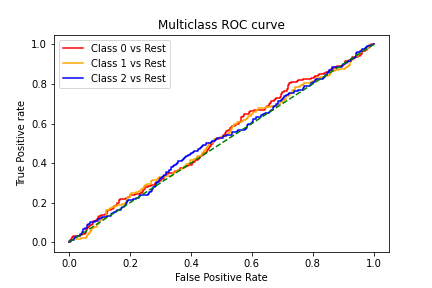 Multiclass ROC curve
Class 0 vs Rest
Class 1 vs Rest
Class 2 vs Rest
True Positive rate
1.0
0.8
0.6
0.4
0.2
0.0
0.0 0.2 0.4 0.6 0.8 1.0
False Positive Rate